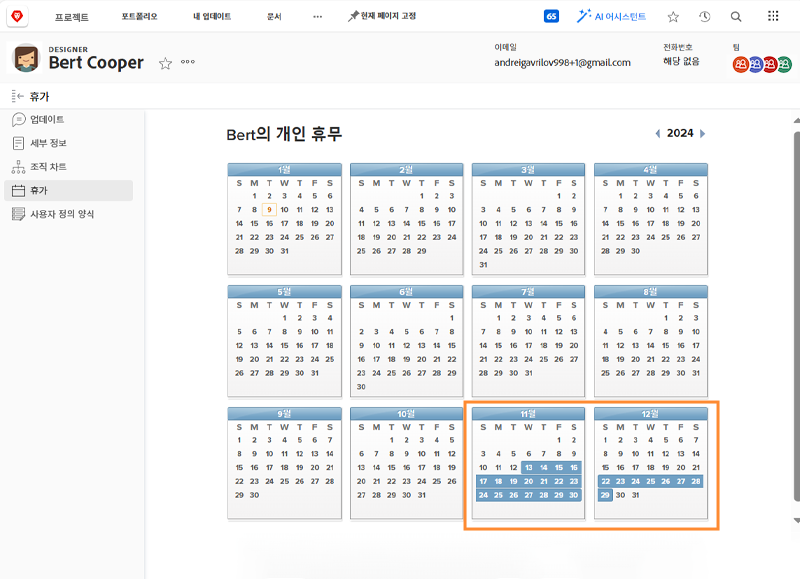 프로젝트 포트폴리오 내 업데이트 문서 현재 페이지 고정 65 AI 어시스턴트
DESIGNER
Bert Cooper
이메일
andreigavrilov998+1@gmail.com
전화번호
해당 없음
팀
휴가
업데이트
세부 정보
조직 차트
휴가
사용자 정의 양식
Bert의 개인 휴무
2024
1월
S M T W T F S
1 2 3 4 5 6
7 8 9 10 11 12 13
14 15 16 17 18 19 20
21 22 23 24 25 26 27
28 29 30 31
2월
S M T W T F S
1 2 3
4 5 6 7 8 9 10
11 12 13 14 15 16 17
18 19 20 21 22 23 24
25 26 27 28 29
3월
S M T W T F S
1 2
3 4 5 6 7 8 9
10 11 12 13 14 15 16
17 18 19 20 21 22 23
24 25 26 27 28 29 30
31
4월
S M T W T F S
1 2 3 4 5 6
7 8 9 10 11 12 13
14 15 16 17 18 19 20
21 22 23 24 25 26 27
28 29 30
5월
S M T W T F S
1 2 3 4
5 6 7 8 9 10 11
12 13 14 15 16 17 18
19 20 21 22 23 24 25
26 27 28 29 30 31
6월
S M T W T F S
1
2 3 4 5 6 7 8
9 10 11 12 13 14 15
16 17 18 19 20 21 22
23 24 25 26 27 28 29
30
7월
S M T W T F S
1 2 3 4 5 6
7 8 9 10 11 12 13
14 15 16 17 18 19 20
21 22 23 24 25 26 27
28 29 30 31
8월
S M T W T F S
1 2 3
4 5 6 7 8 9 10
11 12 13 14 15 16 17
18 19 20 21 22 23 24
25 26 27 28 29 30 31
9월
S M T W T F S
1 2 3 4 5 6 7
8 9 10 11 12 13 14
15 16 17 18 19 20 21
22 23 24 25 26 27 28
29 30
10월
S M T W T F S
1 2 3 4 5
6 7 8 9 10 11 12
13 14 15 16 17 18 19
20 21 22 23 24 25 26
27 28 29 30 31
11월
S M T W T F S
1 2
3 4 5 6 7 8 9
10 11 12 13 14 15 16
17 18 19 20 21 22 23
24 25 26 27 28 29 30
12월
S M T W T F S
1 2 3 4 5 6 7
8 9 10 11 12 13 14
15 16 17 18 19 20 21
22 23 24 25 26 27 28
29 30 31